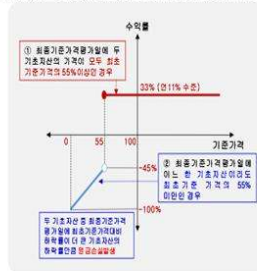 수익률
① 최종기준가격평가일에 두
기초자산의 가격이 모두 최초
기준가격의 55%이상인 경우
33% (연11% 수준)
0
55
100
기준가격
-45%
② 최종기준가격평가일에
어느 한 기초자산이라도
최초기준 가격의 55%
미만인 경우
-100%
두 기초자산 중 최종기준가격
평가일에 최초기준가격대비
하락률이 더 큰 기초자산의
하락률만큼 원금손실발생